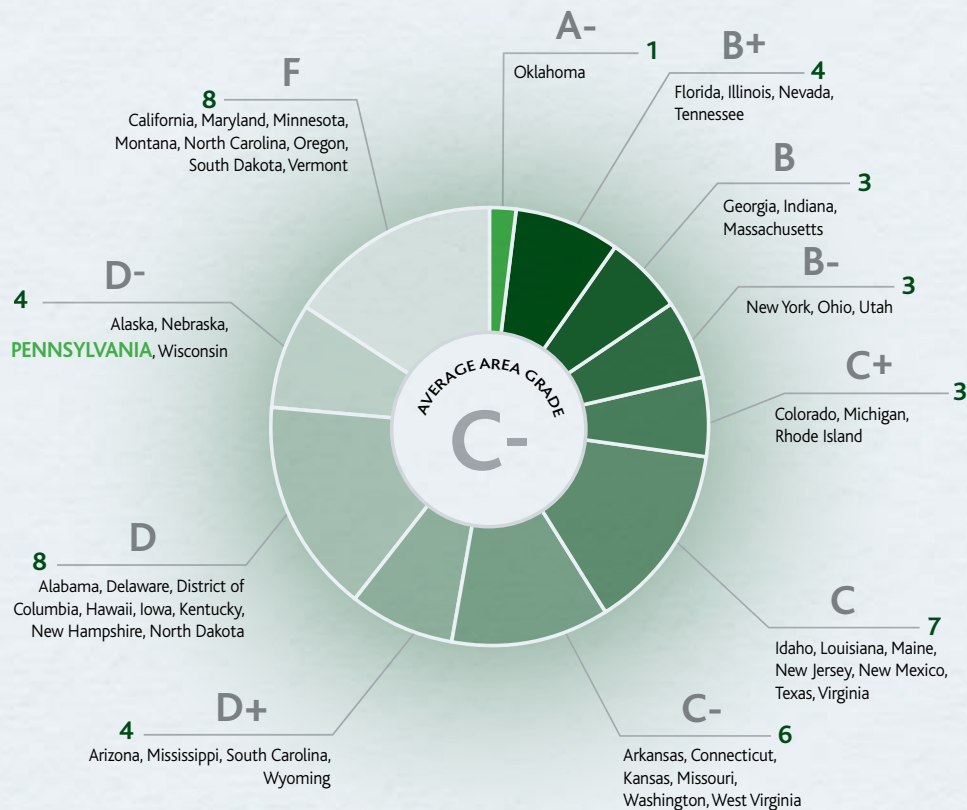 A-
1
Oklahoma
B+
4
Florida, Illinois, Nevada,
Tennessee
B
3
Georgia, Indiana,
Massachusetts
B-
3
New York, Ohio, Utah
C+
3
Colorado, Michigan,
Rhode Island
C
7
Idaho, Louisiana, Maine,
New Jersey, New Mexico,
Texas, Virginia
C-
6
Arkansas, Connecticut,
Kansas, Missouri,
Washington, West Virginia
D+
4
Arizona, Mississippi, South Carolina,
Wyoming
D
8
Alabama, Delaware, District of
Columbia, Hawaii, Iowa, Kentucky,
New Hampshire, North Dakota
D-
4
Alaska, Nebraska,
PENNSYLVANIA, Wisconsin
F
8
California, Maryland, Minnesota,
Montana, North Carolina, Oregon,
South Dakota, Vermont
AVERAGE AREA GRADE
C-